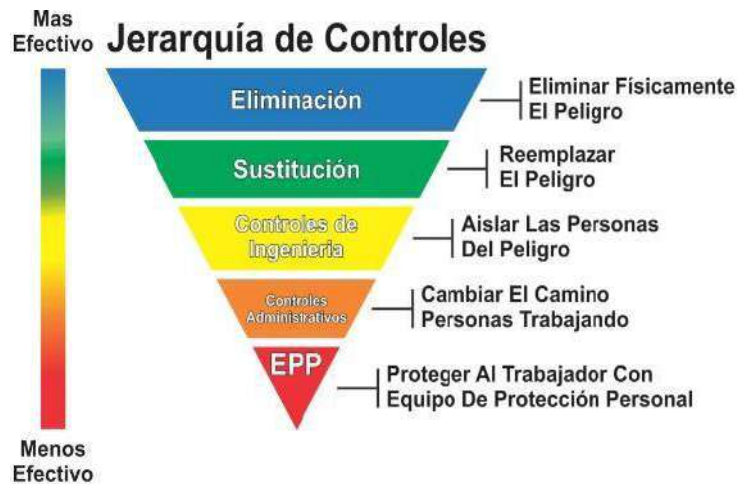 Mas
Efectivo
Jerarquía de Controles
Eliminación
Eliminar Físicamente
El Peligro
Sustitución
Reemplazar
El Peligro
Controles de
Ingenieria
Aislar Las Personas
Del Peligro
Controles
Administrativos
Cambiar El Camino
Personas Trabajando
EPP
Proteger Al Trabajador Con
Equipo De Protección Personal
Menos
Efectivo